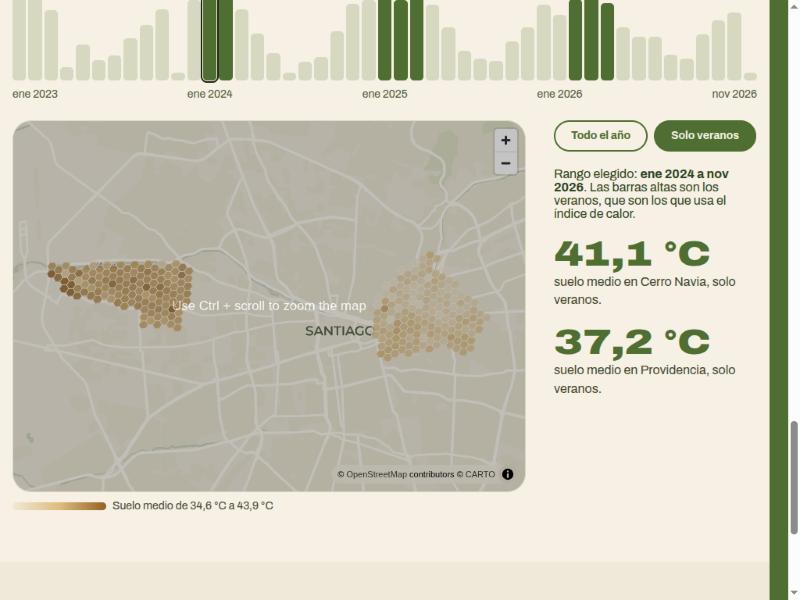 ene 2023
ene 2024
ene 2025
ene 2026
nov 2026
Todo el año
Solo veranos
Rango elegido: ene 2024 a nov
2026. Las barras altas son los
veranos, que son los que usa el
índice de calor.
41,1 °C
suelo medio en Cerro Navia, solo
veranos.
37,2 °C
suelo medio en Providencia, solo
veranos.
+
−
Use Ctrl + scroll to zoom the map
SANTIAGO
© OpenStreetMap contributors © CARTO
Suelo medio de 34,6 °C a 43,9 °C